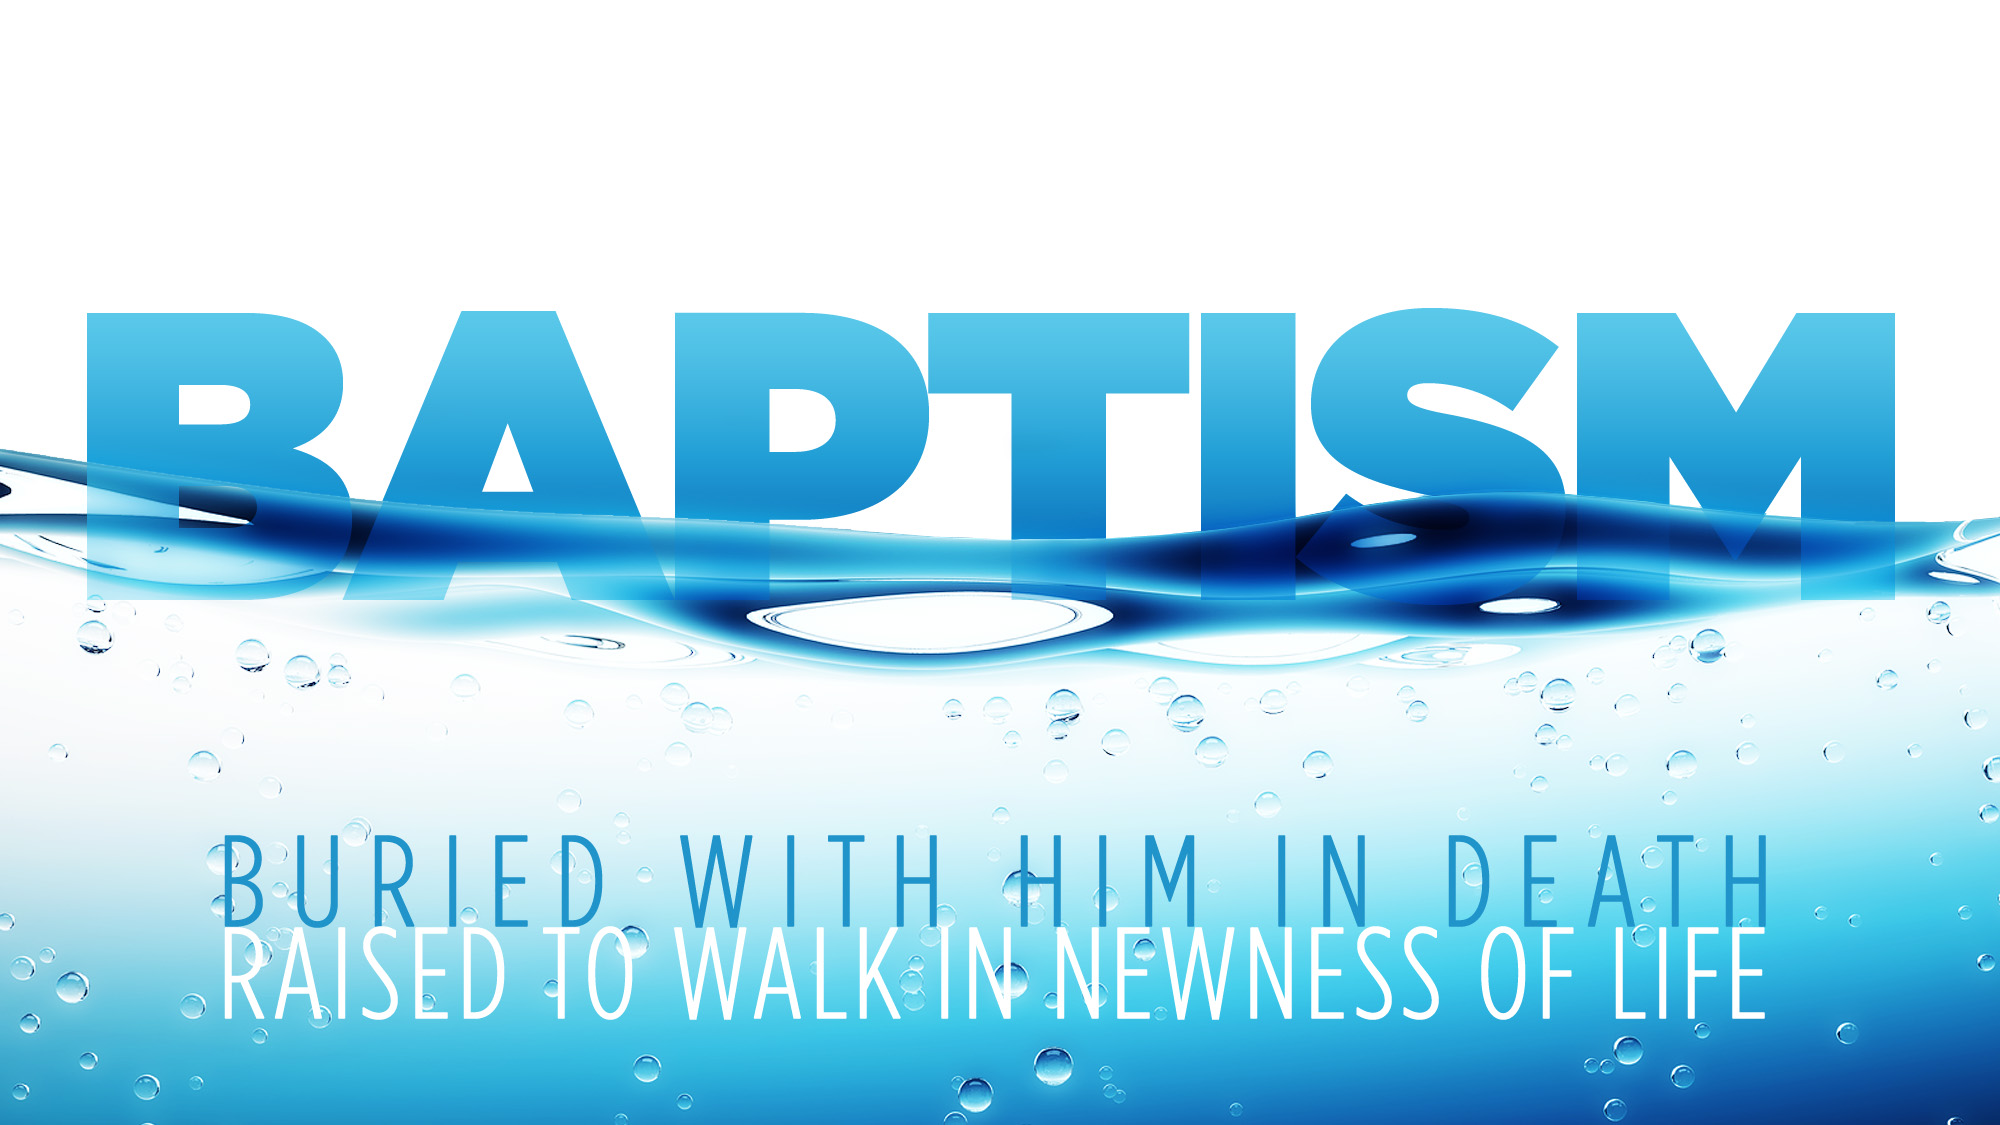 BAPTISM
BURIED WITH HIM IN DEATH
RAISED TO WALK IN NEWNESS OF LIFE